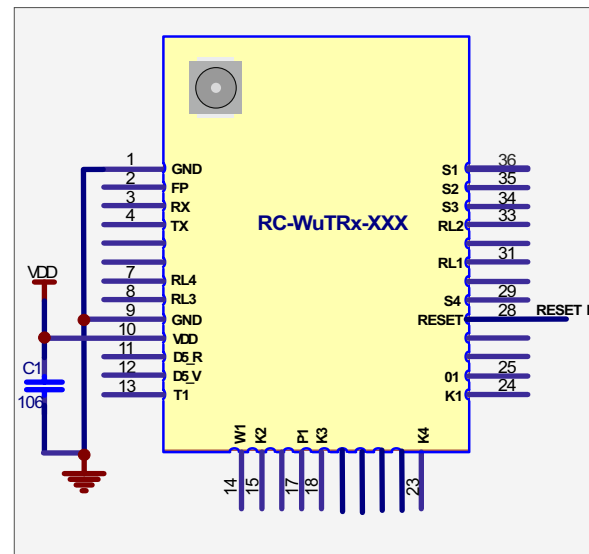 RC-WuTRx-XXX
1 GND
2 FP
3 RX
4 TX
7 RL4
8 RL3
9 GND
10 VDD
11 D5_R
12 D5_V
13 T1
VDD
C1
106
S1 36
S2 35
S3 34
RL2 33
RL1 31
S4 29
RESET 28
RESET
01 25
K1 24
W1 K2 P1 K3 K4
14 15 17 18 23